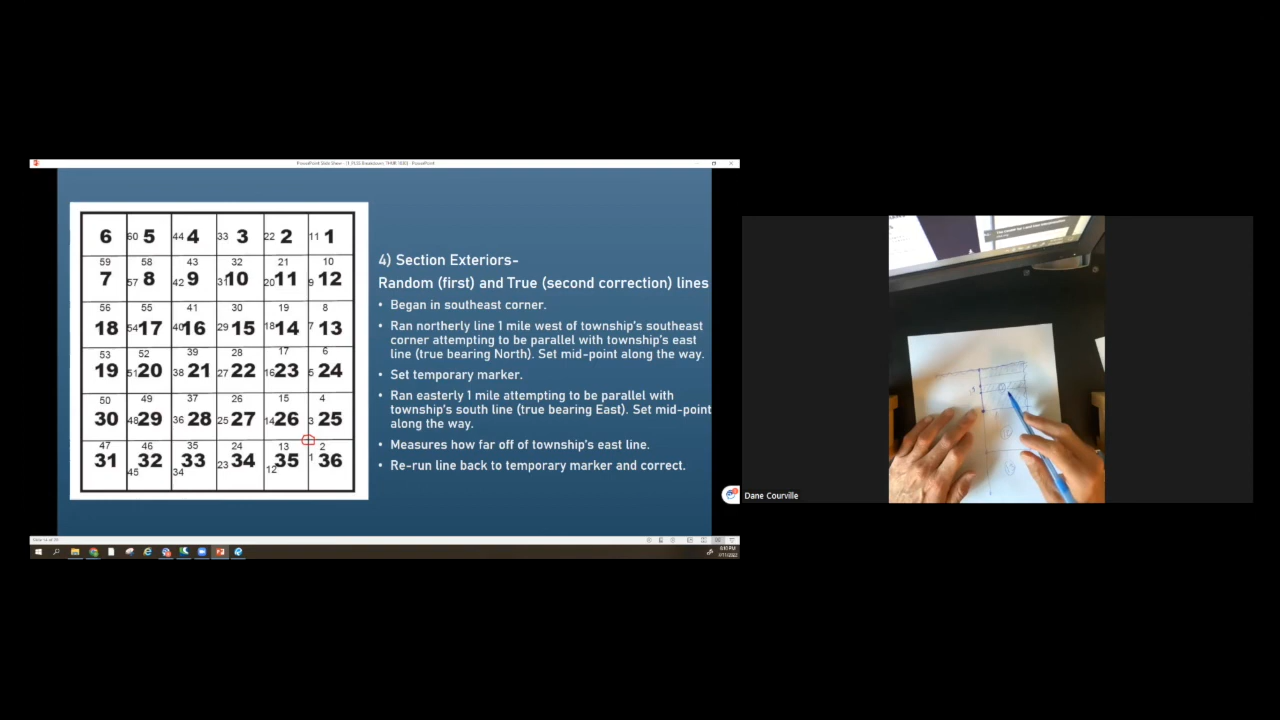 6 60 5 44 4 33 3 22 2 11 1
59 58 43 32 21 10
7 57 8 42 9 31 10 20 11 9 12
56 55 41 30 19 8
18 54 17 40 16 29 15 18 14 7 13
53 52 39 28 17 6
19 51 20 38 21 27 22 16 23 5 24
50 49 37 26 15 4
30 48 29 36 28 25 27 14 26 3 25
47 46 35 24 13 2
31 45 32 34 33 23 34 12 35 1 36
4) Section Exteriors-
Random (first) and True (second correction) lines
• Began in southeast corner.
• Ran northerly line 1 mile west of township's southeast
corner attempting to be parallel with township's east
line (true bearing North). Set mid-point along the way.
• Set temporary marker.
• Ran easterly 1 mile attempting to be parallel with
township's south line (true bearing East). Set mid-point
along the way.
• Measures how far off of township's east line.
• Re-run line back to temporary marker and correct.
Dane Courville